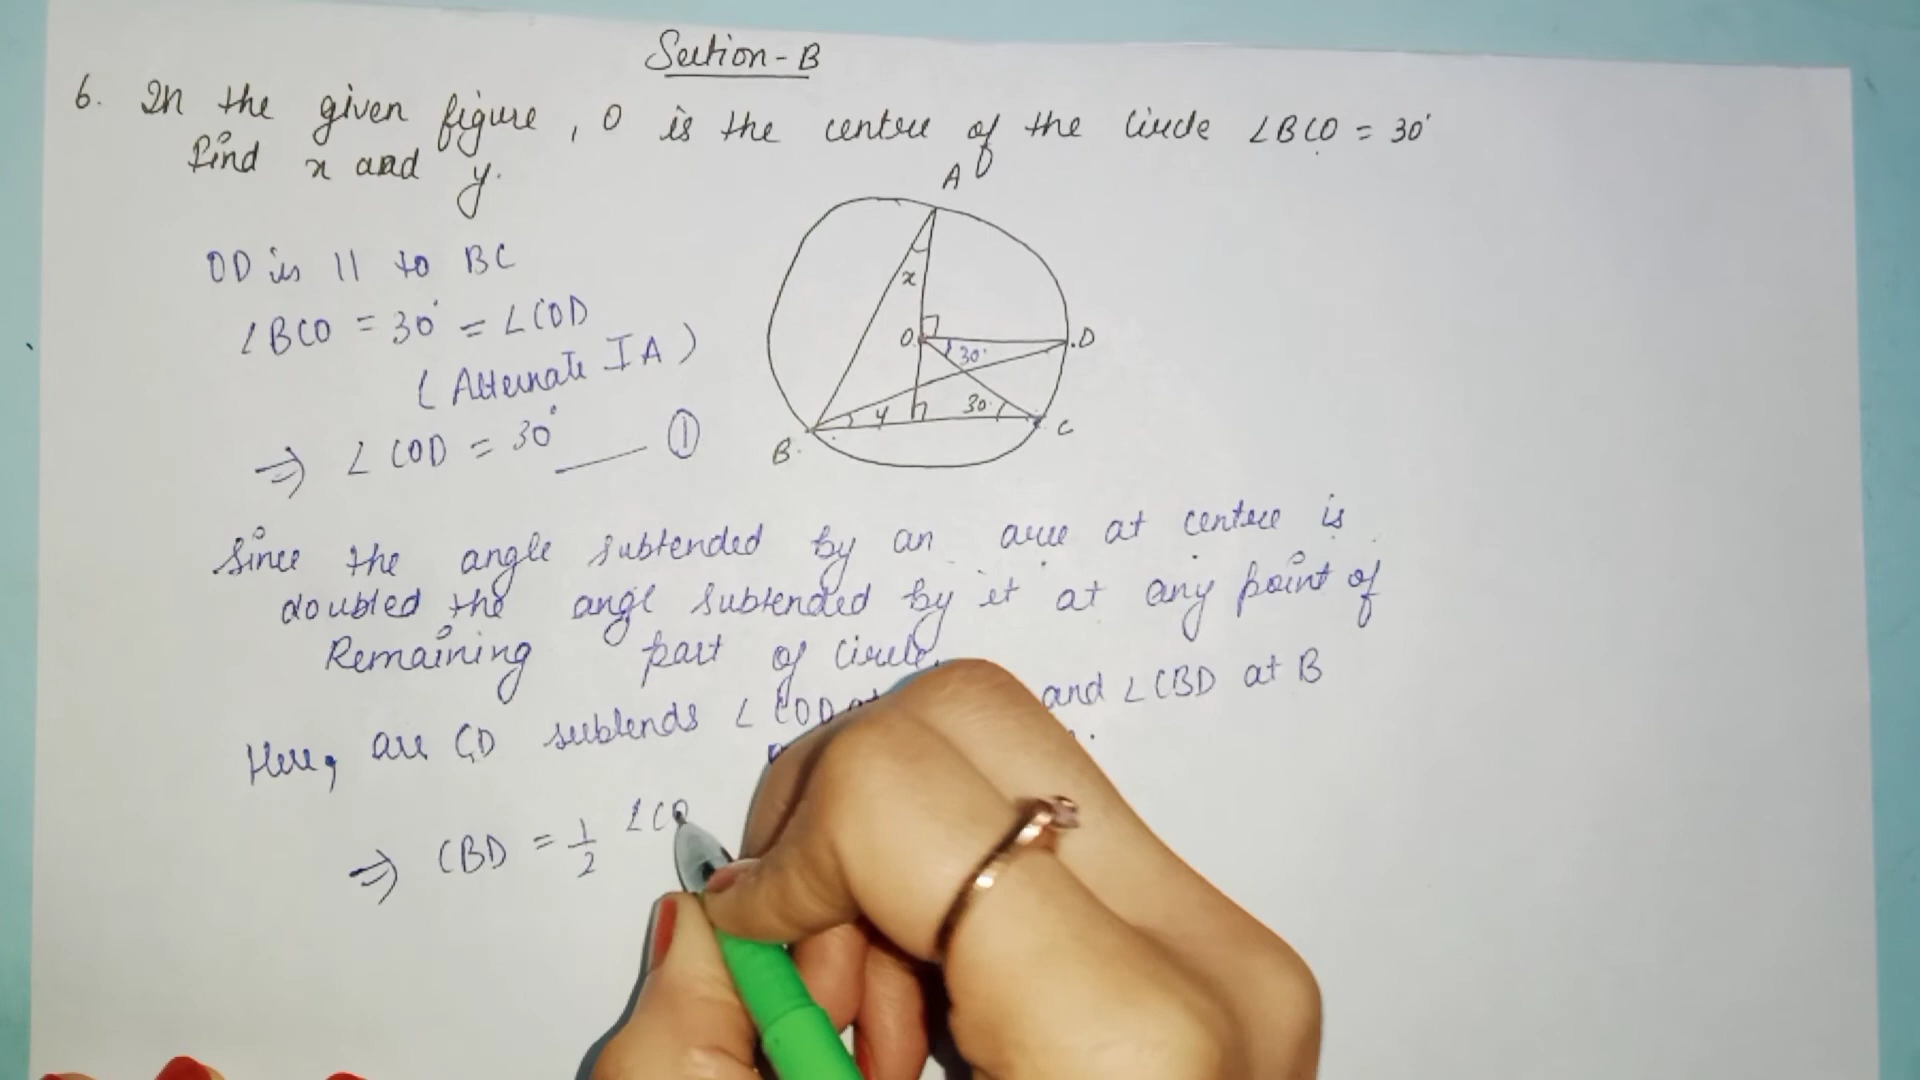 Section-B
6. In the given figure, O is the centre of the circle ∠BCO = 30°
find x and y.
A
x
O
D
30°
y
30°
B
C
OD is || to BC
∠BCO = 30° = ∠COD
(Alternate IA)
⇒ ∠COD = 30° —— ①
Since the angle subtended by an arc at centre is
doubled the angl subtended by it at any point of
Remaining part of circle.
Here, arc CD subtends ∠COD and ∠CBD at B
⇒ CBD = 1/2 ∠CO